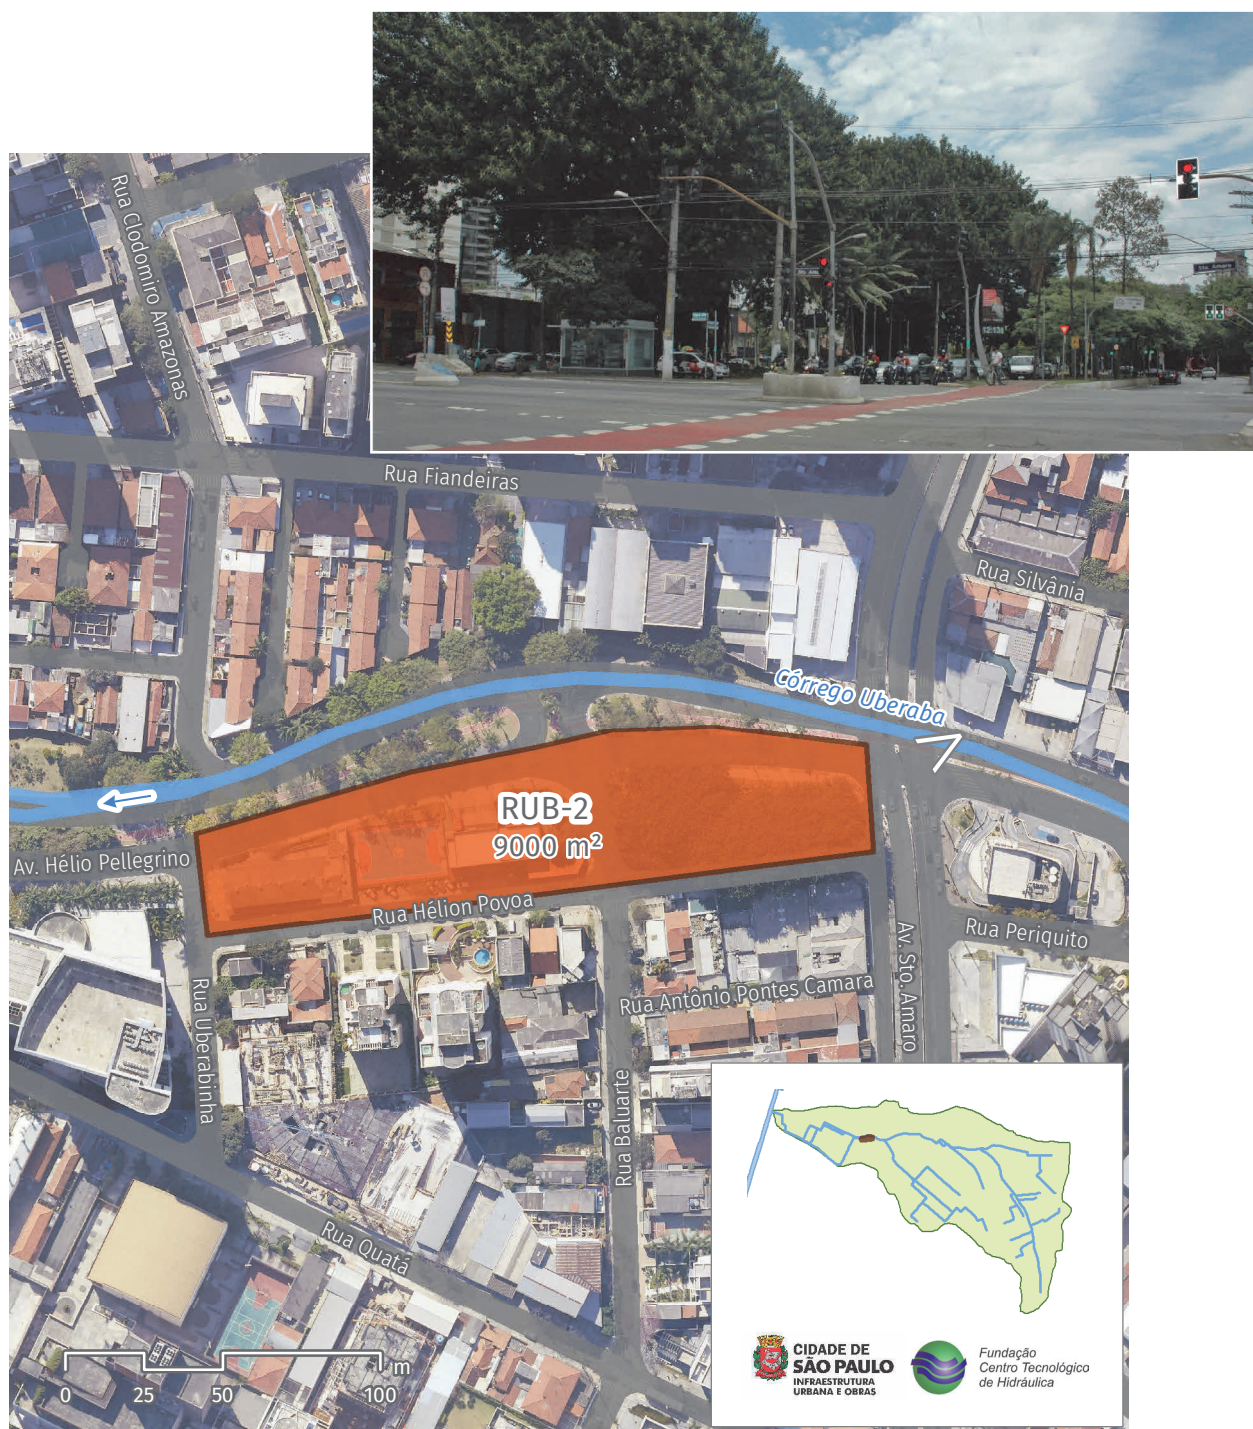 12:13
Rua Clodomiro Amazonas
Rua Fiandeiras
Rua Silvânia
Córrego Uberaba
RUB-2
9000 m²
Av. Hélio Pellegrino
Rua Hélion Povoa
Rua Periquito
Av. Sto. Amaro
Rua Antônio Pontes Camara
Rua Uberabinha
Rua Baluarte
Rua Quatá
0 25 50 100 m
CIDADE DE
SÃO PAULO
INFRAESTRUTURA
URBANA E OBRAS
Fundação
Centro Tecnológico
de Hidráulica